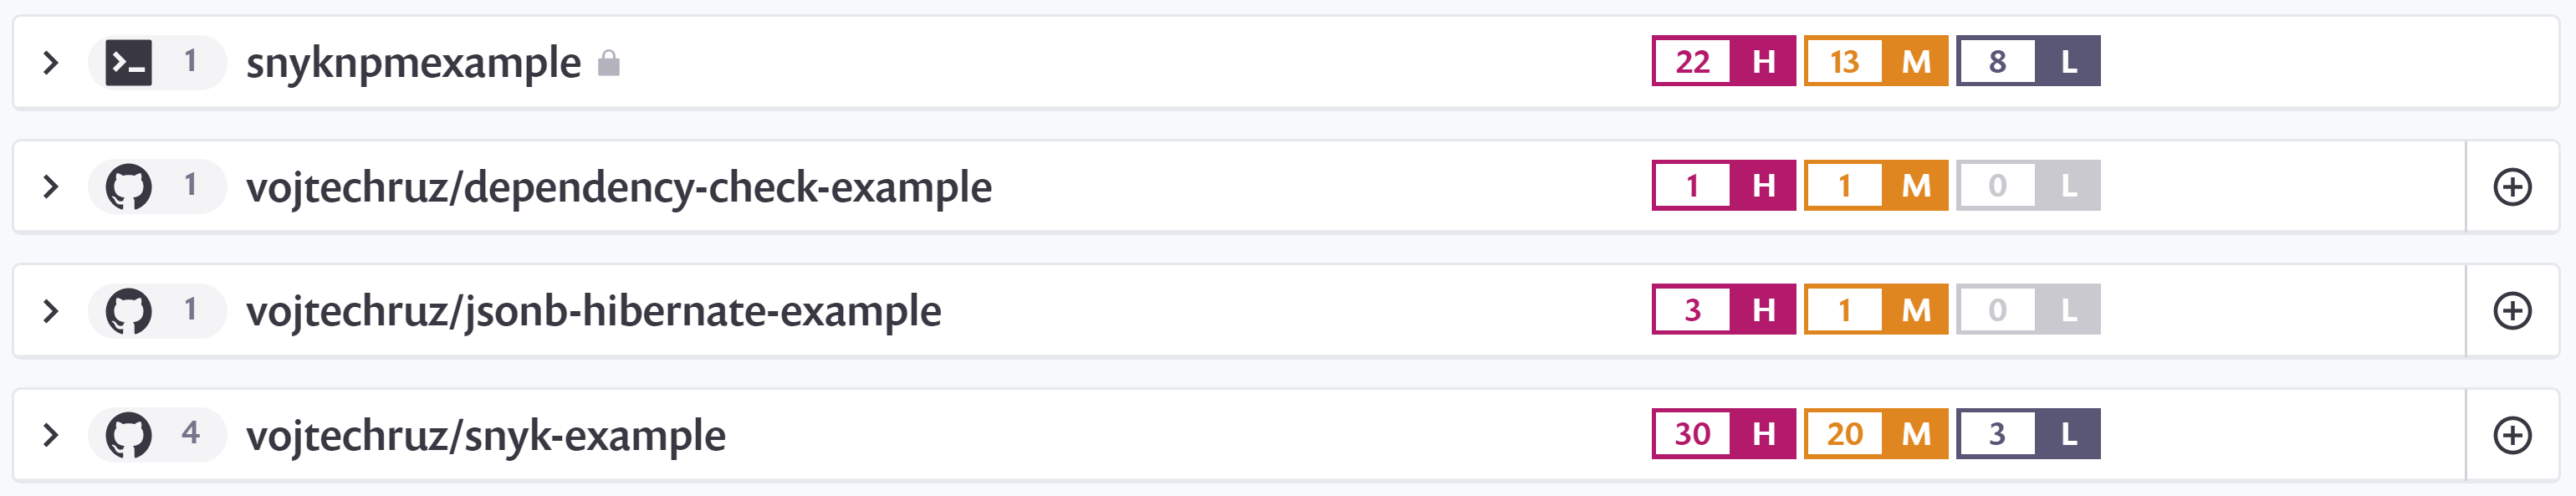 1 snyknpmexample 22 H 13 M 8 L
1 vojtechruz/dependency-check-example 1 H 1 M 0 L
1 vojtechruz/jsonb-hibernate-example 3 H 1 M 0 L
4 vojtechruz/snyk-example 30 H 20 M 3 L